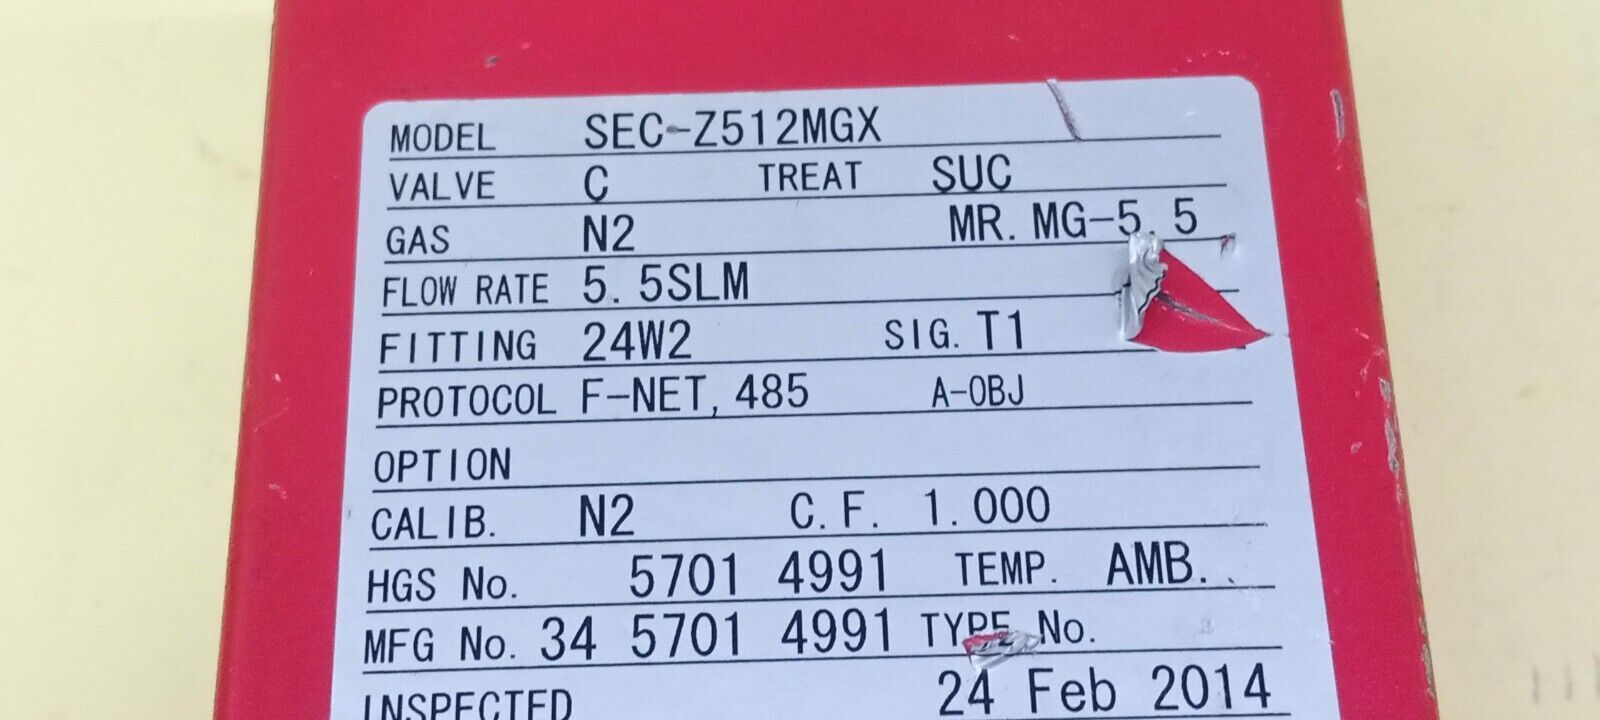 MODEL SEC-Z512MGX
VALVE C TREAT SUC
GAS N2 MR. MG-5.5
FLOW RATE 5.5SLM
FITTING 24W2 SIG. T1
PROTOCOL F-NET, 485 A-OBJ
OPTION
CALIB. N2 C.F. 1.000
HGS No. 5701 4991 TEMP. AMB.
MFG No. 34 5701 4991 TYPE No.
INSPECTED 24 Feb 2014